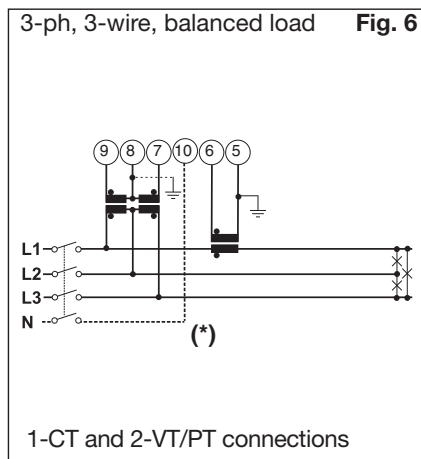 3-ph, 3-wire, balanced load Fig. 6
9 8 7 10 6 5
L1
L2
L3
N
(*)
1-CT and 2-VT/PT connections